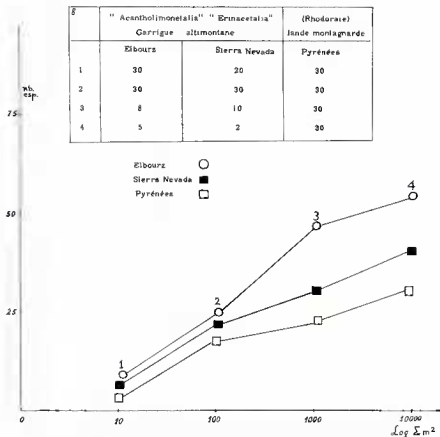 " Acantholimonetalia" " Erinacetalia" (Rhodoraie)
Garrigue altimontane lande montagnarde
Elbourz Sierra Nevada Pyrénées
1 30 20 30
2 30 30 30
3 8 10 30
4 5 2 30
nb.
esp.
75
50
25
Elbourz
Sierra Nevada
Pyrénées
1
2
3
4
0 10 100 1000 10000
Log Σm²